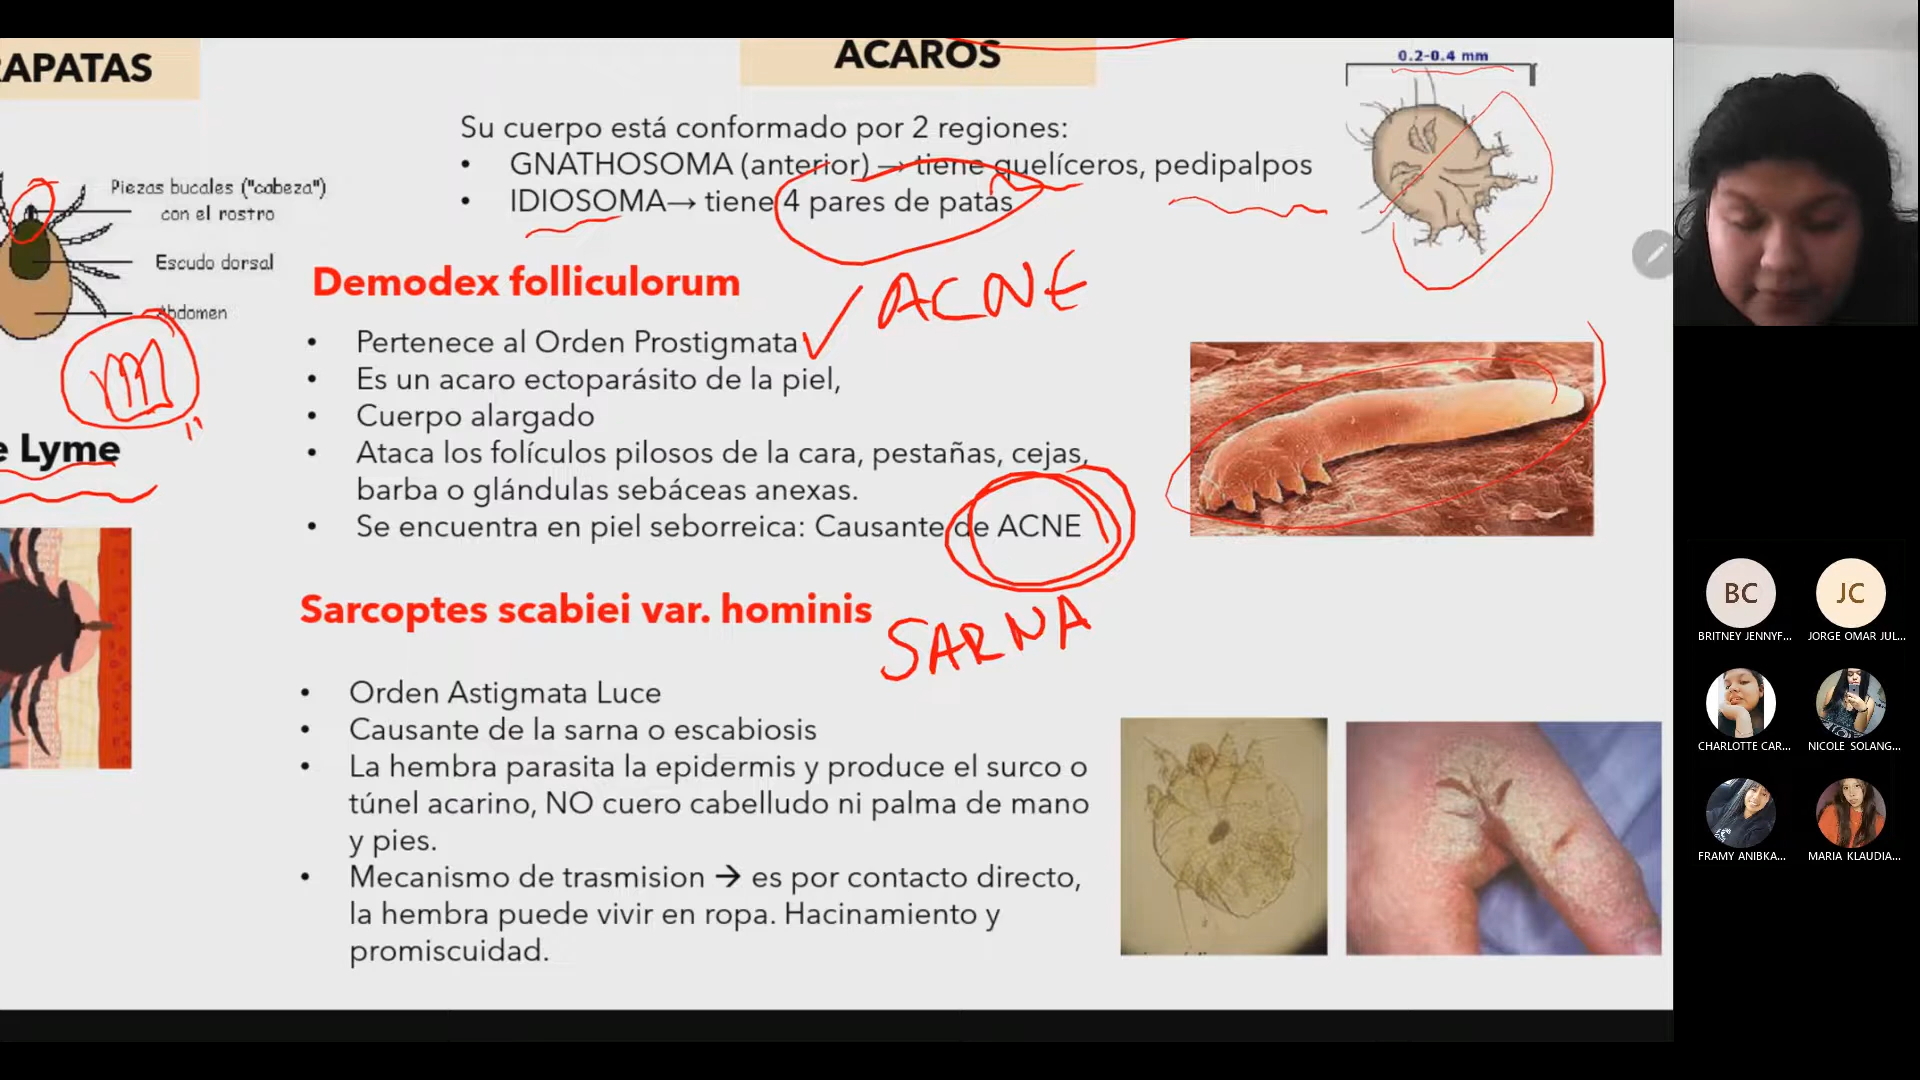 RAPATAS
ACAROS
0.2-0.4 mm
Su cuerpo está conformado por 2 regiones:
• GNATHOSOMA (anterior) → tiene quelíceros, pedipalpos
• IDIOSOMA→ tiene 4 pares de patas
Piezas bucales ("cabeza")
con el rostro
Escudo dorsal
Abdomen
m
e Lyme
Demodex folliculorum
ACNE
• Pertenece al Orden Prostigmata
• Es un acaro ectoparásito de la piel,
• Cuerpo alargado
• Ataca los folículos pilosos de la cara, pestañas, cejas,
barba o glándulas sebáceas anexas.
• Se encuentra en piel seborreica: Causante de ACNE
Sarcoptes scabiei var. hominis
SARNA
• Orden Astigmata Luce
• Causante de la sarna o escabiosis
• La hembra parasita la epidermis y produce el surco o
túnel acarino, NO cuero cabelludo ni palma de mano
y pies.
• Mecanismo de trasmision → es por contacto directo,
la hembra puede vivir en ropa. Hacinamiento y
promiscuidad.
BC
JC
BRITNEY JENNYF...
JORGE OMAR JUL...
CHARLOTTE CAR...
NICOLE SOLANG...
FRAMY ANIBKA...
MARIA KLAUDIA...